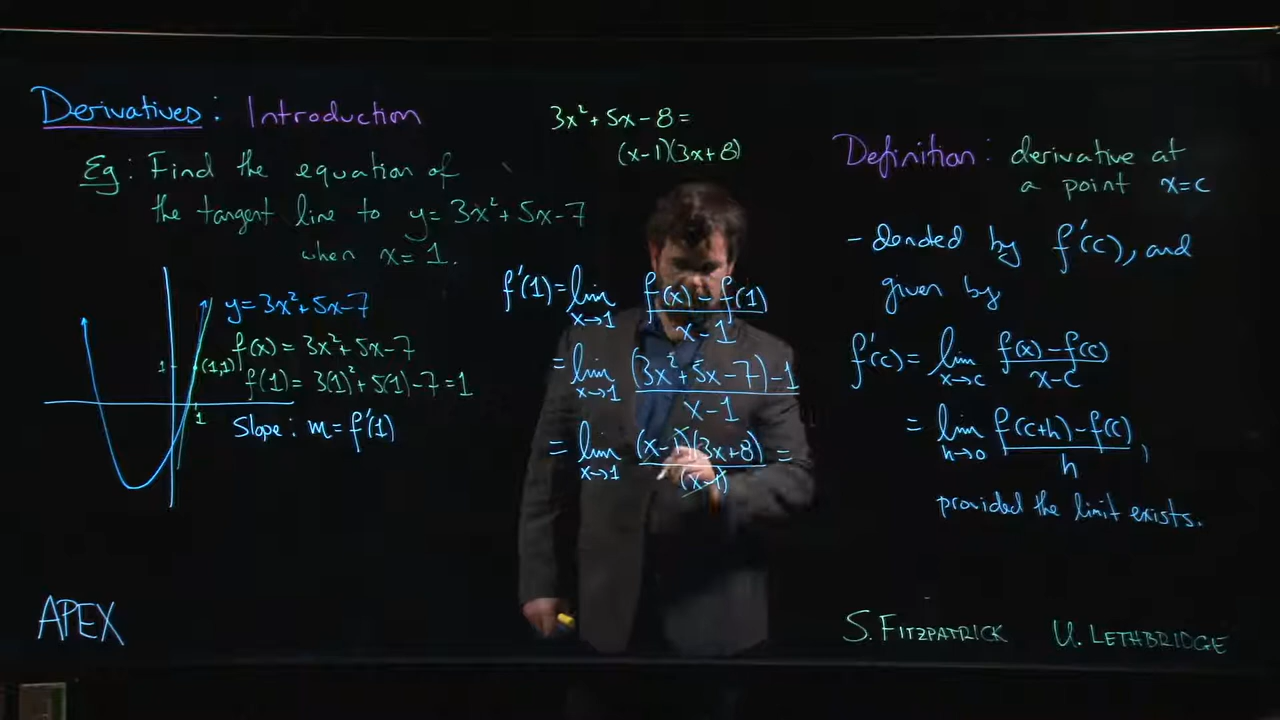 Derivatives: Introduction
Eg: Find the equation of
the tangent line to y = 3x² + 5x - 7
when x = 1.
y = 3x² + 5x - 7
f(x) = 3x² + 5x - 7
1 (1,1)
f(1) = 3(1)² + 5(1) - 7 = 1
1
Slope: m = f'(1)
APEX
3x² + 5x - 8 =
(x-1)(3x+8)
f'(1) = lim x→1 f(x) - f(1)
x - 1
= lim x→1 (3x² + 5x - 7) - 1
x - 1
= lim x→1 (x-1)(3x+8) =
(x-1)
Definition: derivative at
a point x=c
- denoted by f'(c), and
given by
f'(c) = lim x→c f(x) - f(c)
x - c
= lim h→0 f(c+h) - f(c),
h
provided the limit exists.
S. FITZPATRICK U. LETHBRIDGE